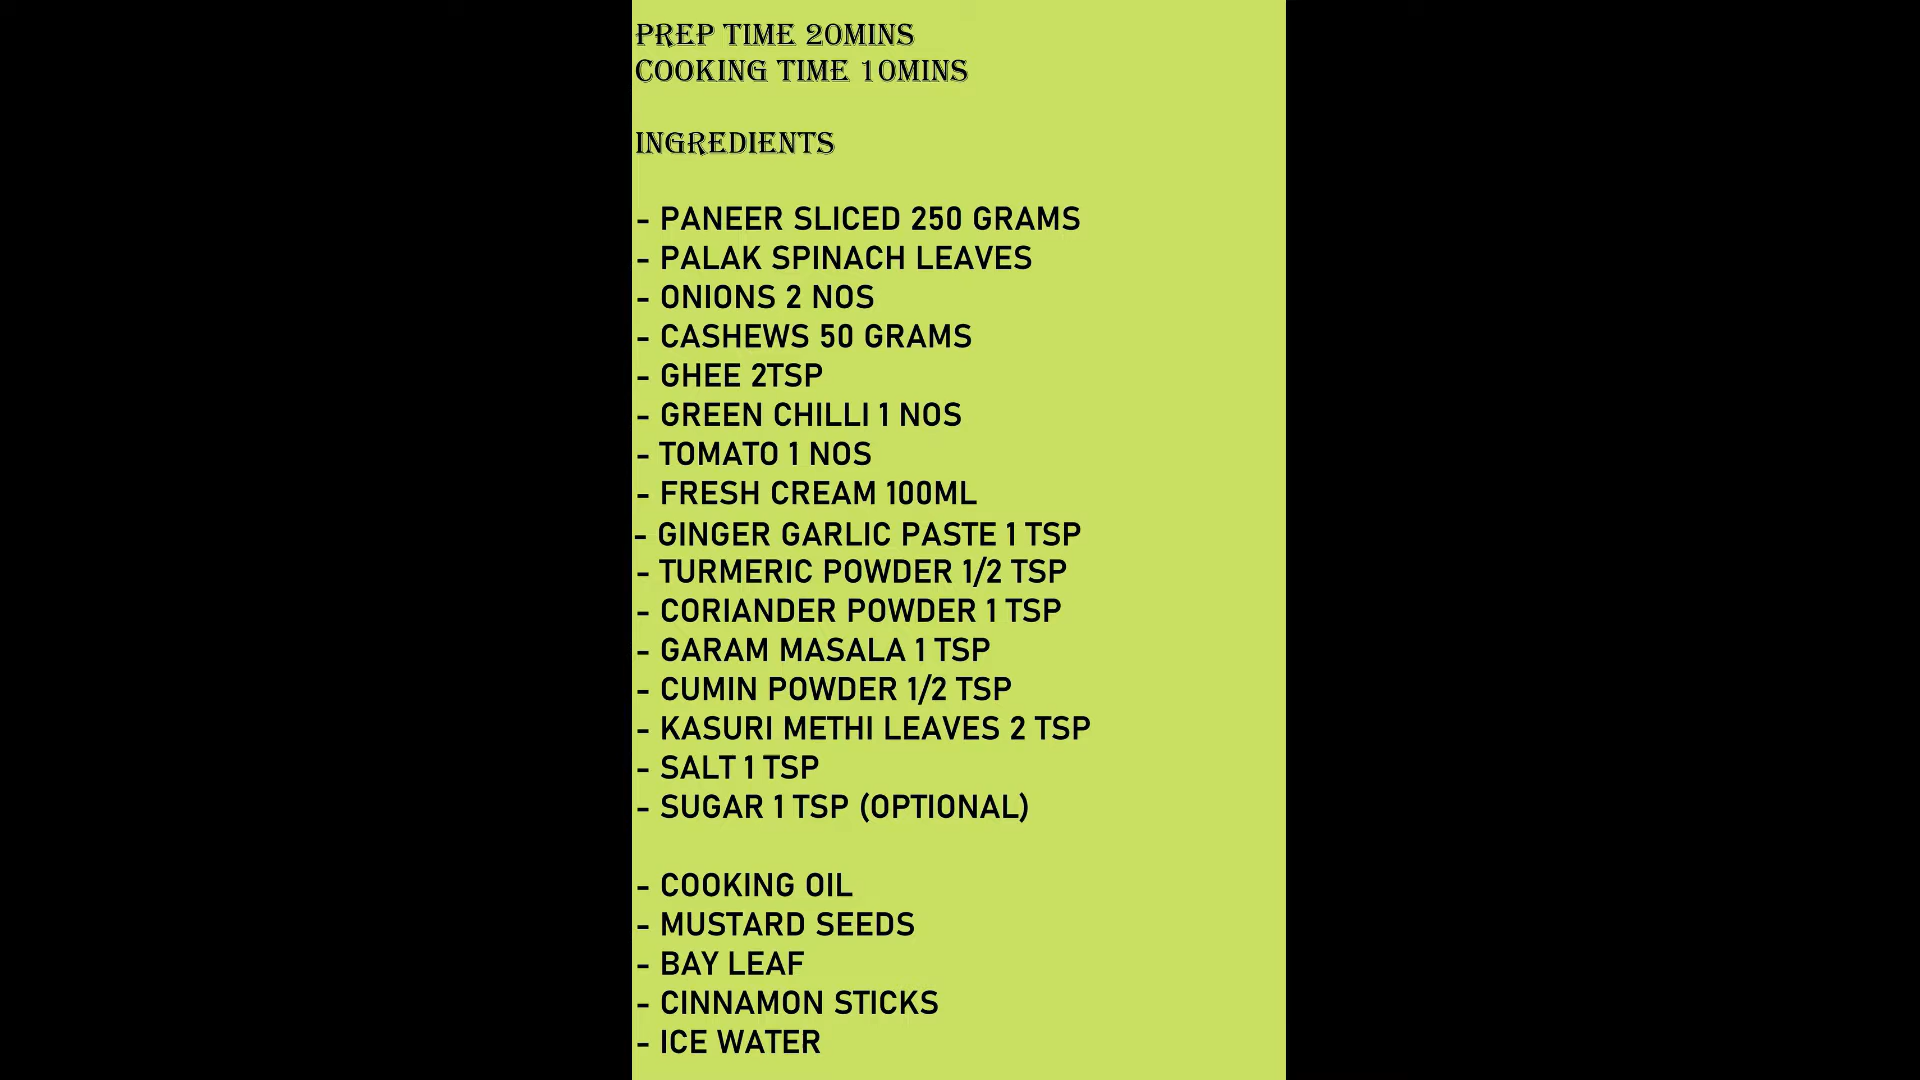 PREP TIME 20MINS
COOKING TIME 10MINS
INGREDIENTS
- PANEER SLICED 250 GRAMS
- PALAK SPINACH LEAVES
- ONIONS 2 NOS
- CASHEWS 50 GRAMS
- GHEE 2TSP
- GREEN CHILLI 1 NOS
- TOMATO 1 NOS
- FRESH CREAM 100ML
- GINGER GARLIC PASTE 1 TSP
- TURMERIC POWDER 1/2 TSP
- CORIANDER POWDER 1 TSP
- GARAM MASALA 1 TSP
- CUMIN POWDER 1/2 TSP
- KASURI METHI LEAVES 2 TSP
- SALT 1 TSP
- SUGAR 1 TSP (OPTIONAL)
- COOKING OIL
- MUSTARD SEEDS
- BAY LEAF
- CINNAMON STICKS
- ICE WATER